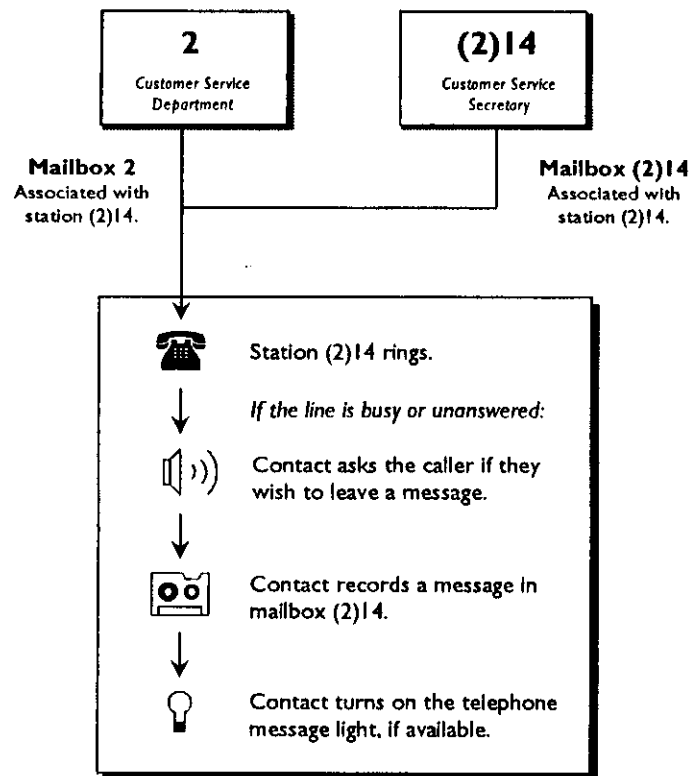 2
Customer Service
Department
(2)14
Customer Service
Secretary
Mailbox 2
Associated with
station (2)14.
Mailbox (2)14
Associated with
station (2)14.
Station (2)14 rings.
If the line is busy or unanswered:
Contact asks the caller if they
wish to leave a message.
Contact records a message in
mailbox (2)14.
Contact turns on the telephone
message light, if available.